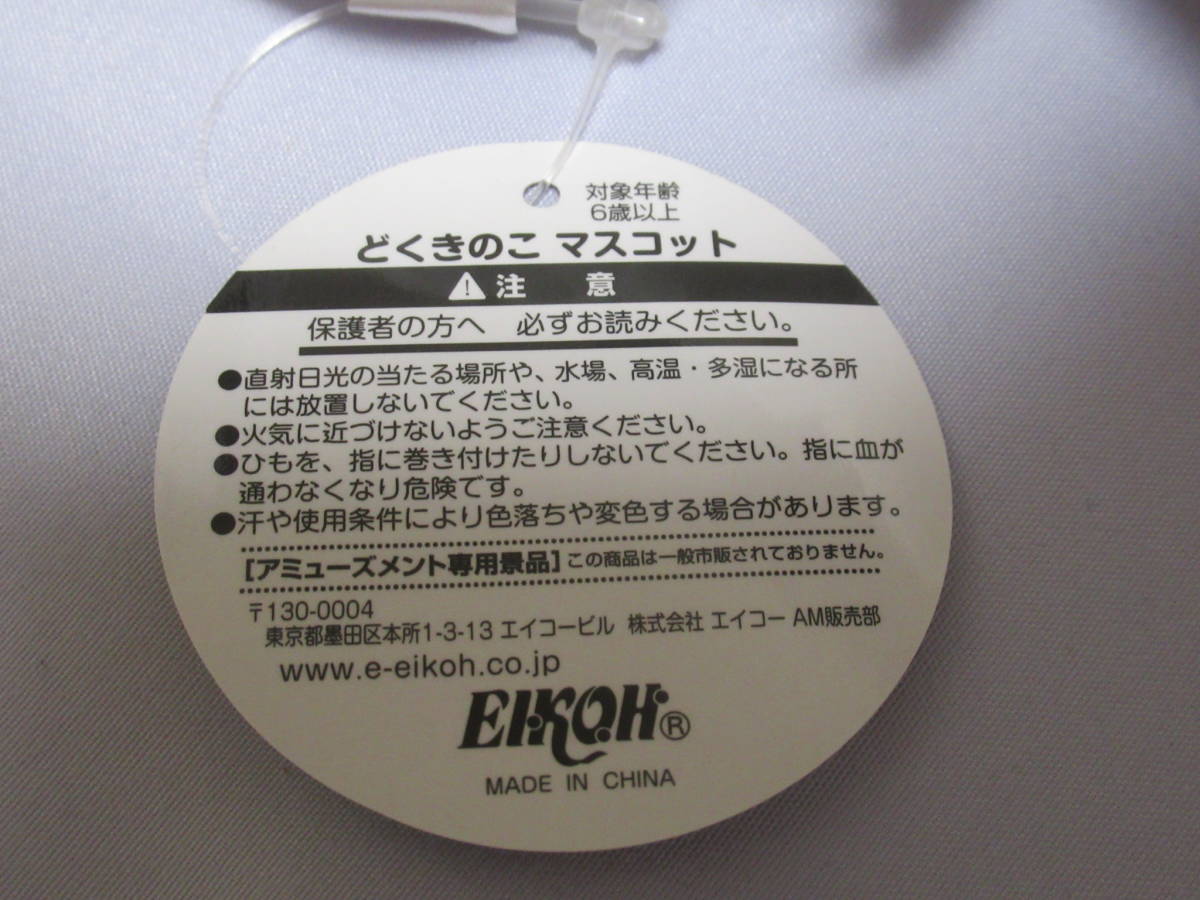 対象年齢
6歳以上
どくきのこ マスコット
注 意
保護者の方へ 必ずお読みください。
●直射日光の当たる場所や、水場、高温・多湿になる所
には放置しないでください。
●火気に近づけないようご注意ください。
●ひもを、指に巻き付けたりしないでください。指に血が
通わなくなり危険です。
●汗や使用条件により色落ちや変色する場合があります。
[アミューズメント専用景品] この商品は一般市販されておりません。
〒130-0004
東京都墨田区本所1-3-13 エイコービル 株式会社 エイコー AM販売部
www.e-eikoh.co.jp
EIKOH®
MADE IN CHINA